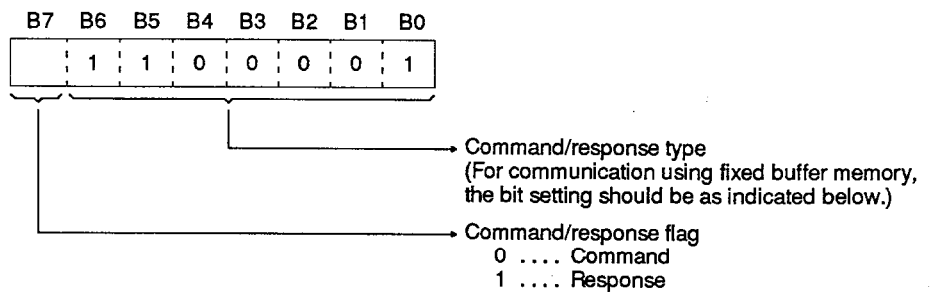 B7 B6 B5 B4 B3 B2 B1 B0
1 1 0 0 0 0 1
Command/response type
(For communication using fixed buffer memory,
the bit setting should be as indicated below.)
Command/response flag
0 .... Command
1 .... Response